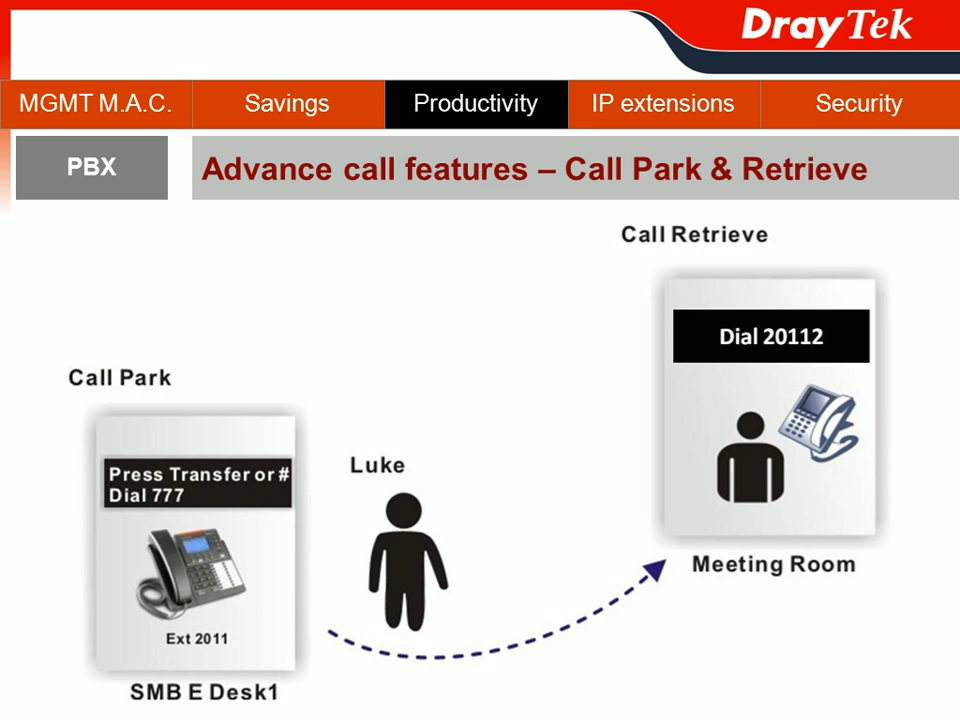 DrayTek
MGMT M.A.C.
Savings
Productivity
IP extensions
Security
PBX
Advance call features – Call Park & Retrieve
Call Retrieve
Dial 20112
Meeting Room
Call Park
Press Transfer or #
Dial 777
Ext 2011
SMB E Desk1
Luke